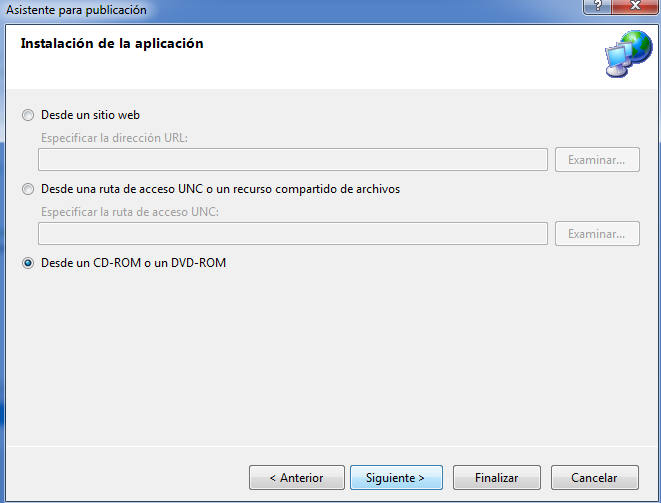 Asistente para publicación
?
Instalación de la aplicación
Desde un sitio web
Especificar la dirección URL:
Examinar...
Desde una ruta de acceso UNC o un recurso compartido de archivos
Especificar la ruta de acceso UNC:
Examinar...
Desde un CD-ROM o un DVD-ROM
< Anterior
Siguiente >
Finalizar
Cancelar